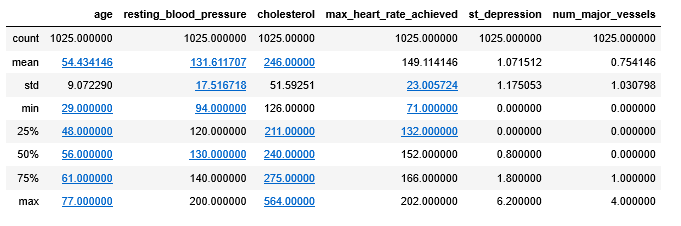 age resting_blood_pressure cholesterol max_heart_rate_achieved st_depression num_major_vessels
count 1025.000000 1025.000000 1025.00000 1025.000000 1025.000000 1025.000000
mean 54.434146 131.611707 246.00000 149.114146 1.071512 0.754146
std 9.072290 17.516718 51.59251 23.005724 1.175053 1.030798
min 29.000000 94.000000 126.00000 71.000000 0.000000 0.000000
25% 48.000000 120.000000 211.00000 132.000000 0.000000 0.000000
50% 56.000000 130.000000 240.00000 152.000000 0.800000 0.000000
75% 61.000000 140.000000 275.00000 166.000000 1.800000 1.000000
max 77.000000 200.000000 564.00000 202.000000 6.200000 4.000000